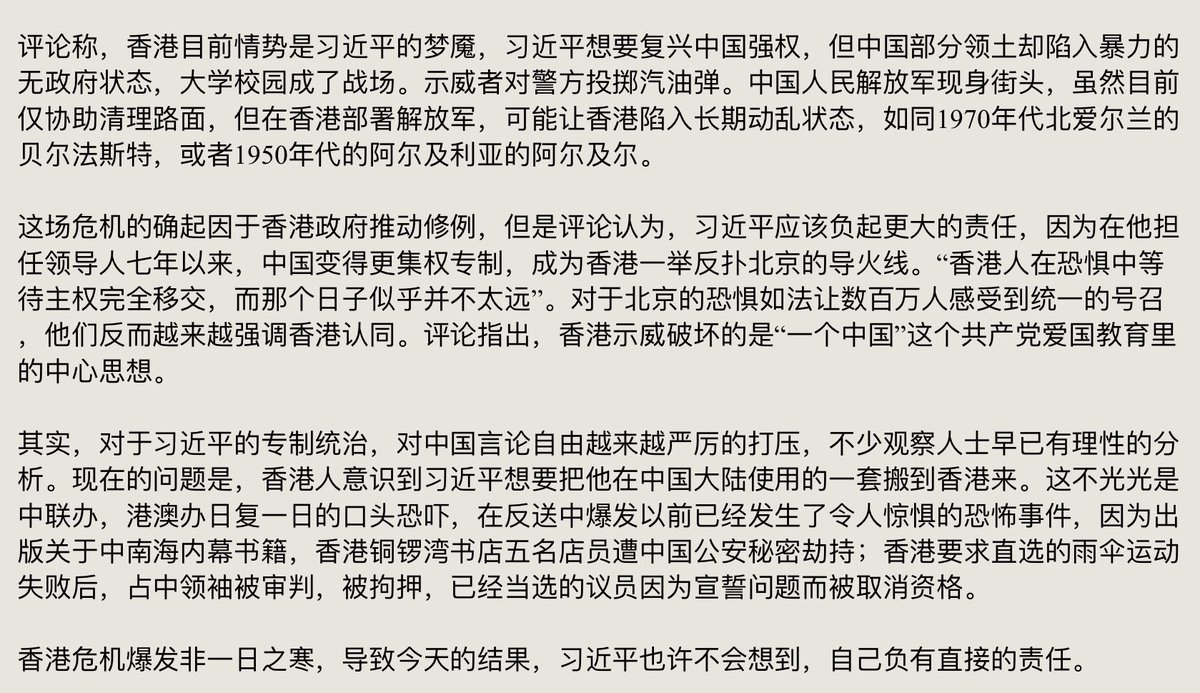 评论称，香港目前情势是习近平的梦魇，习近平想要复兴中国强权，但中国部分领土却陷入暴力的
无政府状态，大学校园成了战场。示威者对警方投掷汽油弹。中国人民解放军现身街头，虽然目前
仅协助清理路面，但在香港部署解放军，可能让香港陷入长期动乱状态，如同1970年代北爱尔兰的
贝尔法斯特，或者1950年代的阿尔及利亚的阿尔及尔。
这场危机的确起因于香港政府推动修例，但是评论认为，习近平应该负起更大的责任，因为在他担
任领导人七年以来，中国变得更集权专制，成为香港一举反扑北京的导火线。“香港人在恐惧中等
待主权完全移交，而那个日子似乎并不太远”。对于北京的恐惧如法让数百万人感受到统一的号召
，他们反而越来越强调香港认同。评论指出，香港示威破坏的是“一个中国”这个共产党爱国教育里
的中心思想。
其实，对于习近平的专制统治，对中国言论自由越来越严厉的打压，不少观察人士早已有理性的分
析。现在的问题是，香港人意识到习近平想要把他在中国大陆使用的一套搬到香港来。这不光光是
中联办，港澳办日复一日的口头恐吓，在反送中爆发以前已经发生了令人惊惧的恐怖事件，因为出
版关于中南海内幕书籍，香港铜锣湾书店五名店员遭中国公安秘密劫持；香港要求直选的雨伞运动
失败后，占中领袖被审判，被拘押，已经当选的议员因为宣誓问题而被取消资格。
香港危机爆发非一日之寒，导致今天的结果，习近平也许不会想到，自己负有直接的责任。